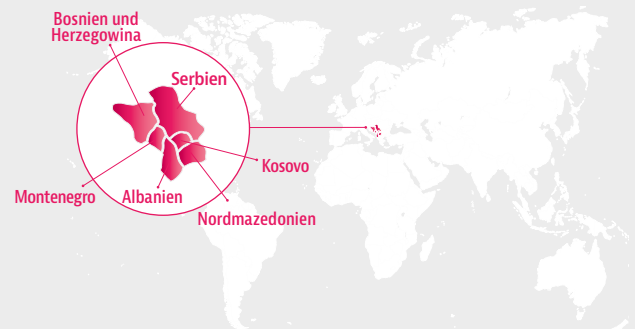 Bosnien und
Herzegowina
Serbien
Kosovo
Montenegro
Albanien
Nordmazedonien